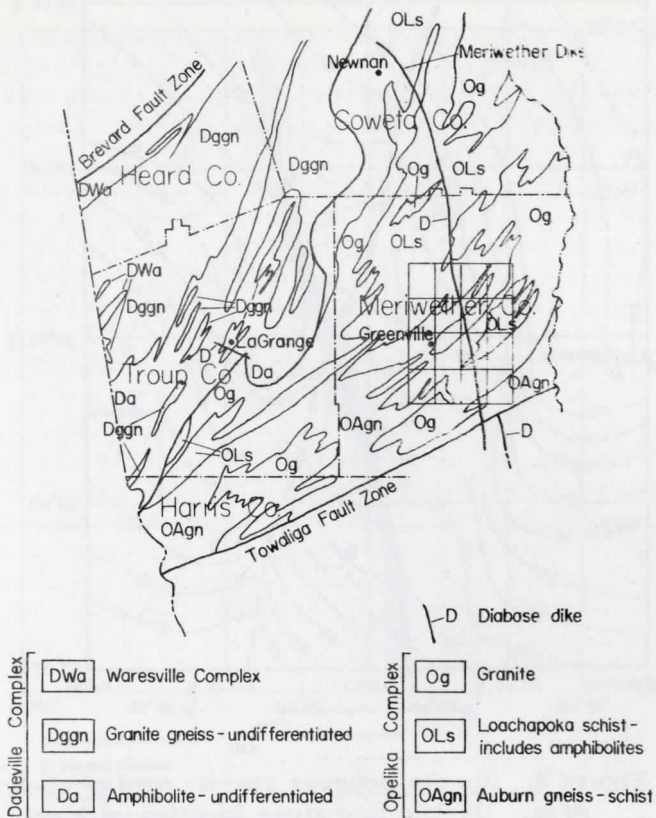 OLs
Meriwether Dike
Newnan
Og
Brevard Fault Zone
Coweta Co.
Dggn
Dggn
OLs
DWa
Heard Co.
Og
D
Og
Og
OLs
DWa
Dggn
Dggn
Meriwether Co.
OLs
LaGrange
Greenville
D
Troup Co.
Da
Da
Og
OAgn
Dggn
OAgn
Og
OLs
D
Og
Harris Co.
OAgn
Towaliga Fault Zone
D Diabase dike
Dadeville Complex
DWa Waresville Complex
Dggn Granite gneiss - undifferentiated
Da Amphibolite - undifferentiated
Opelika Complex
Og Granite
OLs Loachapoka schist -
includes amphibolites
OAgn Auburn gneiss - schist